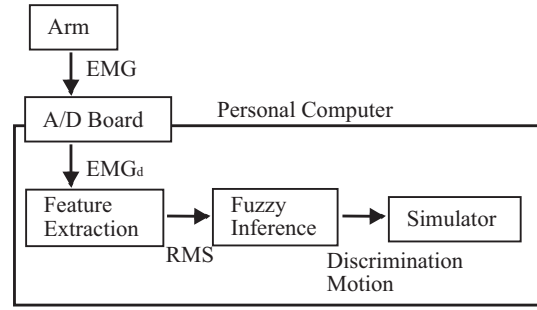 Arm
EMG
A/D Board
Personal Computer
EMGd
Feature
Extraction
RMS
Fuzzy
Inference
Discrimination
Motion
Simulator